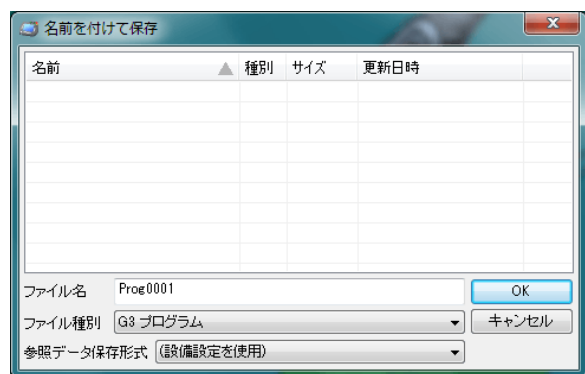 名前を付けて保存
名前 種別 サイズ 更新日時
ファイル名 Prog0001 OK
ファイル種別 G3 プログラム キャンセル
参照データ保存形式 (設備設定を使用)